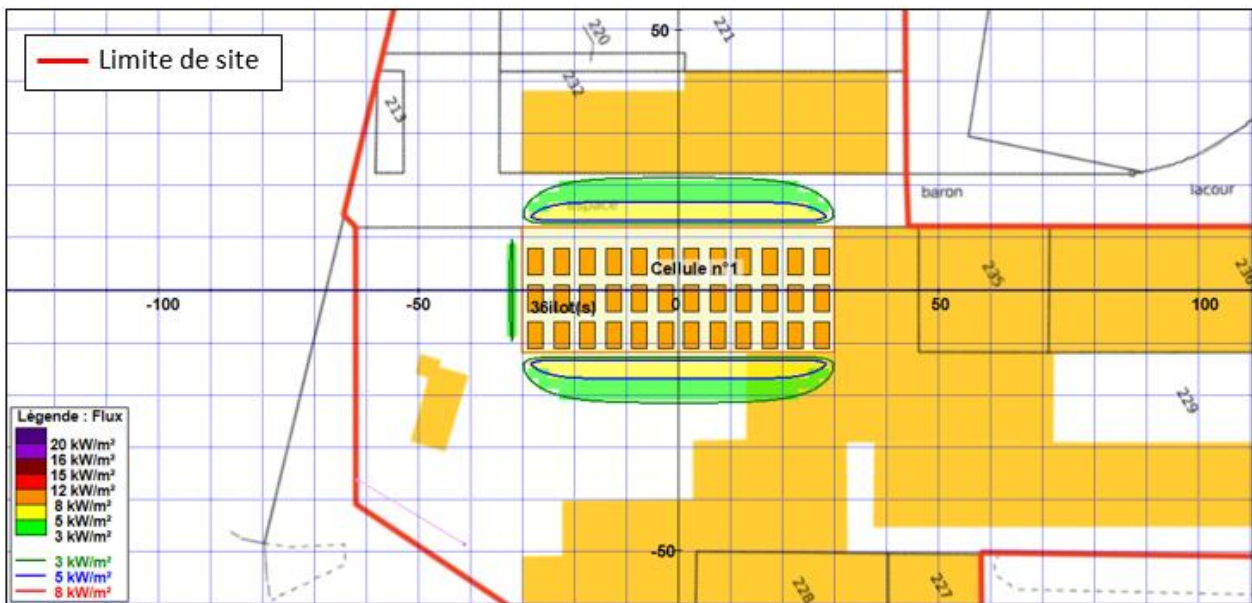 Limite de site
50
220
221
232
213
baron
lacour
espace
Cellule n°1
235
236
-100
-50
0
50
100
36ilot(s)
229
Légende : Flux
20 kW/m²
16 kW/m²
15 kW/m²
12 kW/m²
8 kW/m²
5 kW/m²
3 kW/m²
3 kW/m²
5 kW/m²
8 kW/m²
-50
228
227